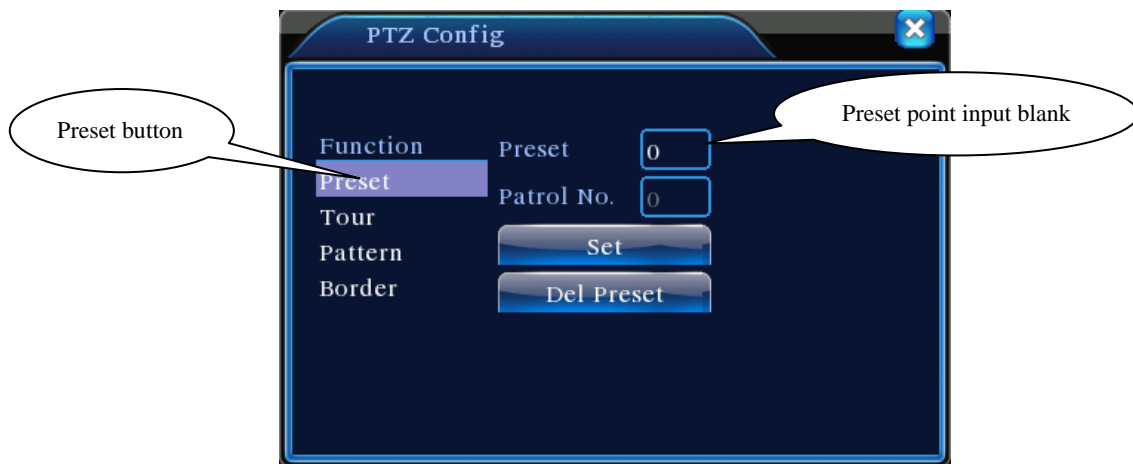 PTZ Config
Preset button
Preset point input blank
Function
Preset
Tour
Pattern
Border
Preset 0
Patrol No. 0
Set
Del Preset